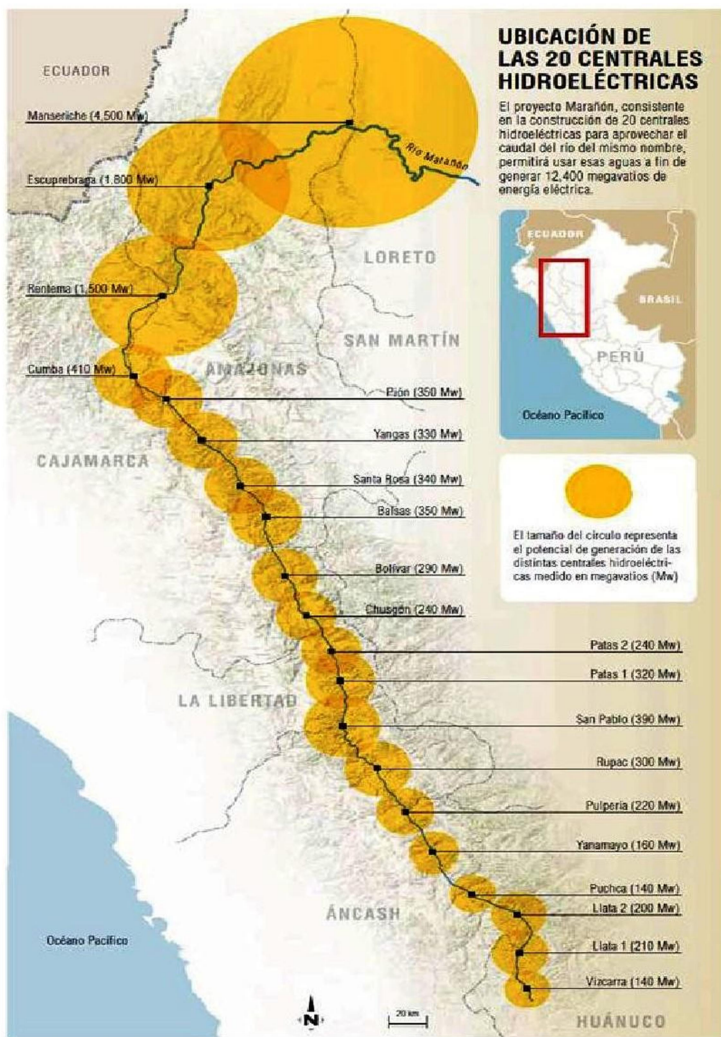 UBICACIÓN DE
LAS 20 CENTRALES
HIDROELÉCTRICAS
El proyecto Marañón, consistente
en la construcción de 20 centrales
hidroeléctricas para aprovechar el
caudal del río del mismo nombre,
permitirá usar esas aguas a fin de
generar 12,400 megavatios de
energía eléctrica.
ECUADOR
BRASIL
PERÚ
Océano Pacífico
El tamaño del círculo representa
el potencial de generación de las
distintas centrales hidroeléctri-
cas medido en megavatios (Mw)
ECUADOR
Manseriche (4,500 Mw)
Río Marañón
Escuprebraga (1,800 Mw)
LORETO
Rentema (1,500 Mw)
SAN MARTÍN
Cumba (410 Mw)
AMAZONAS
Pión (350 Mw)
Yangas (330 Mw)
CAJAMARCA
Santa Rosa (340 Mw)
Balsas (350 Mw)
Bolívar (290 Mw)
Chusgón (240 Mw)
Patas 2 (240 Mw)
Patas 1 (320 Mw)
LA LIBERTAD
San Pablo (390 Mw)
Rupac (300 Mw)
Pulpería (220 Mw)
Yanamayo (160 Mw)
Puchca (140 Mw)
ÁNCASH
Llata 2 (200 Mw)
Océano Pacífico
Llata 1 (210 Mw)
Vizcarra (140 Mw)
N
20 km
HUÁNUCO